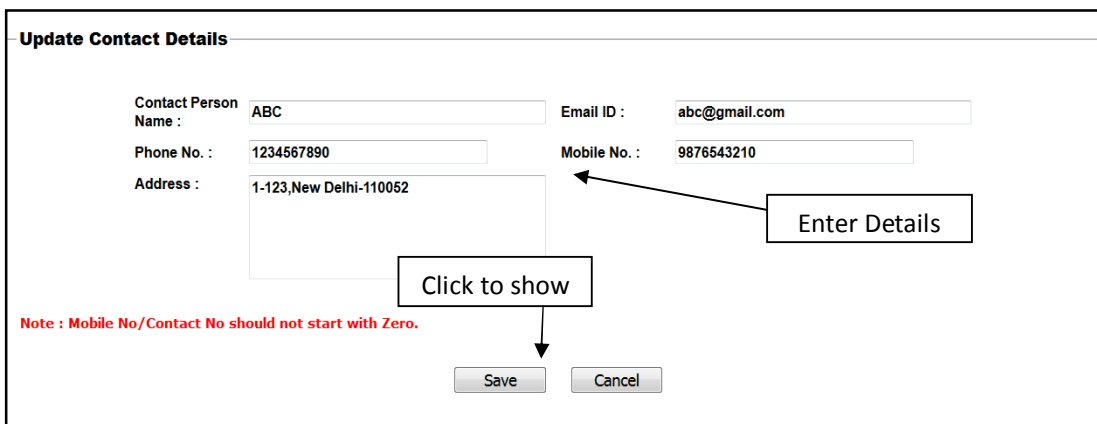 Update Contact Details
Contact Person
Name :
ABC
Email ID :
abc@gmail.com
Phone No. :
1234567890
Mobile No. :
9876543210
Address :
1-123,New Delhi-110052
Enter Details
Click to show
Note : Mobile No/Contact No should not start with Zero.
Save
Cancel